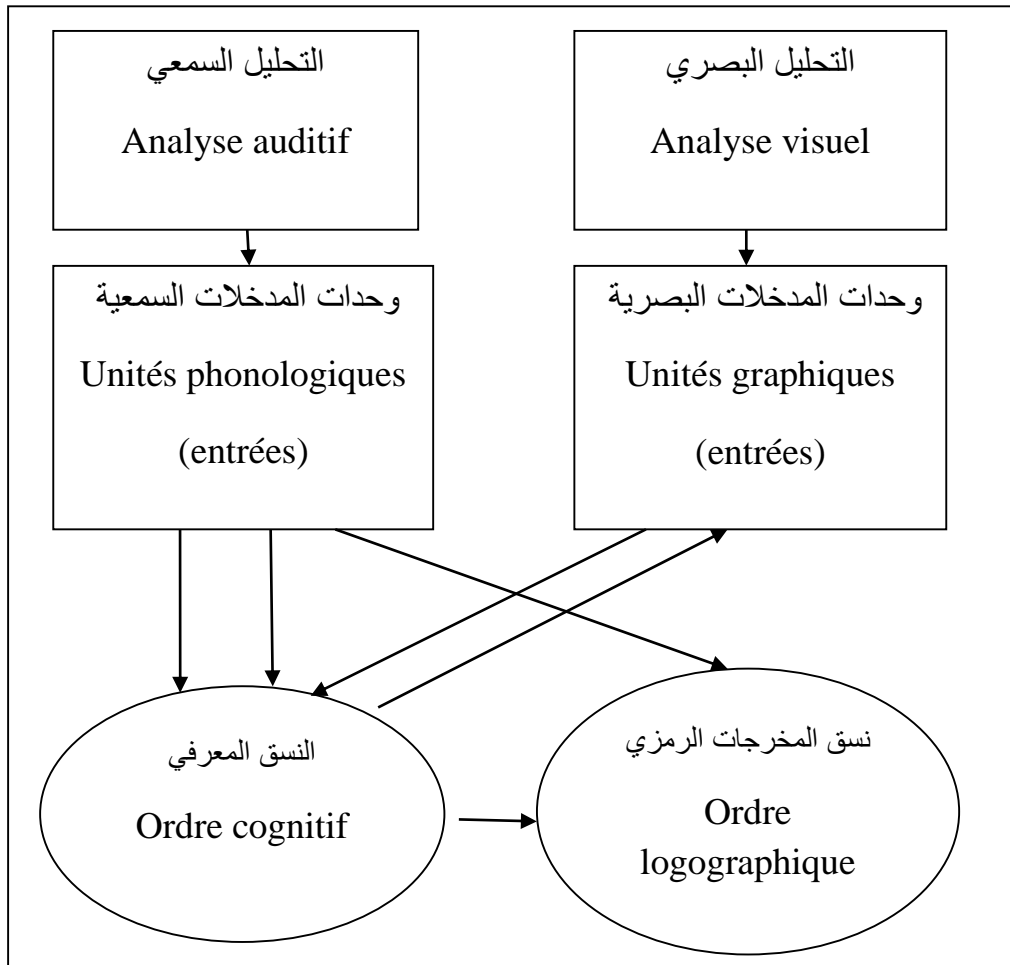 التحليل السمعي
Analyse auditif
التحليل البصري
Analyse visuel
وحدات المدخلات السمعية
Unités phonologiques
(entrées)
وحدات المدخلات البصرية
Unités graphiques
(entrées)
النسق المعرفي
Ordre cognitif
نسق المخرجات الرمزي
Ordre
logographique